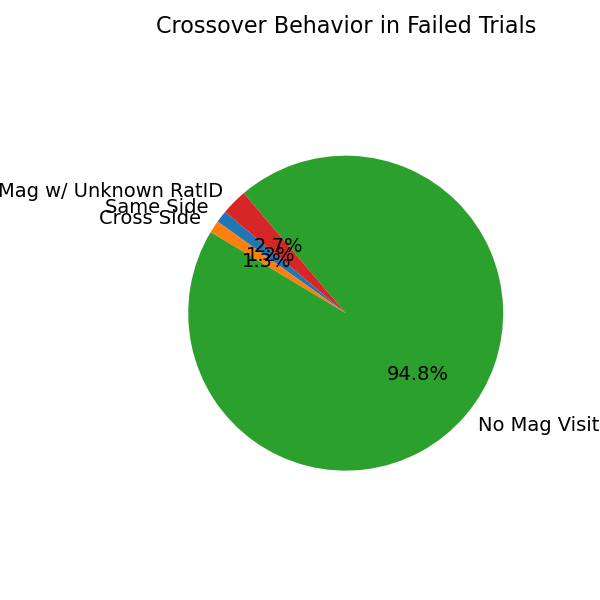 Crossover Behavior in Failed Trials
Mag w/ Unknown RatID
Same Side
Cross Side
2.7%
1.2%
1.3%
94.8%
No Mag Visit